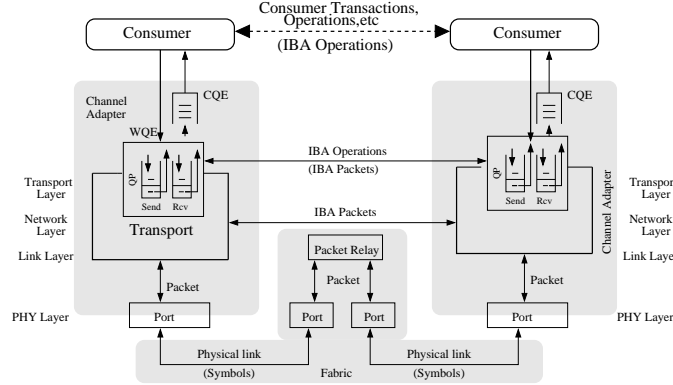 Consumer Transactions,
Operations,etc
(IBA Operations)
Consumer
Consumer
Channel
Adapter
CQE
WQE
CQE
QP
Send
Rcv
Transport
IBA Operations
(IBA Packets)
QP
Send
Rcv
Channel Adapter
Transport
Layer
Network
Layer
Link Layer
IBA Packets
Transport
Layer
Network
Layer
Link Layer
Packet Relay
Packet
Packet
Packet
PHY Layer
Port
Port
Port
Port
PHY Layer
Physical link
(Symbols)
Physical link
(Symbols)
Fabric